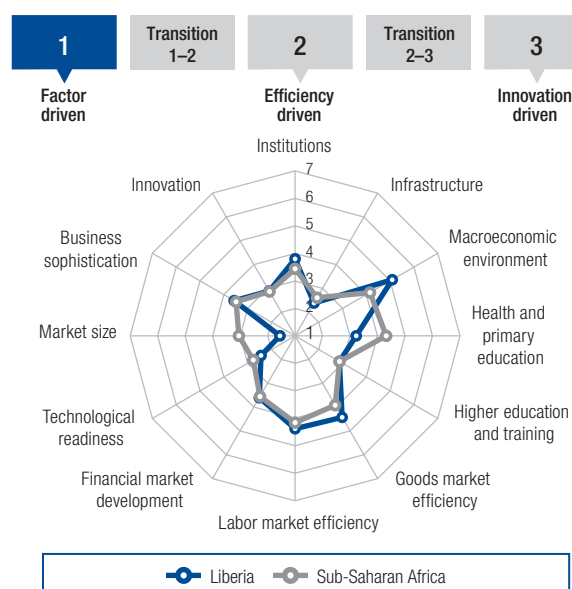 1
Transition
1–2
2
Transition
2–3
3
Factor
driven
Efficiency
driven
Innovation
driven
Institutions
7
6
5
4
3
2
1
Infrastructure
Macroeconomic
environment
Health and
primary
education
Higher education
and training
Goods market
efficiency
Labor market efficiency
Financial market
development
Technological
readiness
Market size
Business
sophistication
Innovation
Liberia
Sub-Saharan Africa